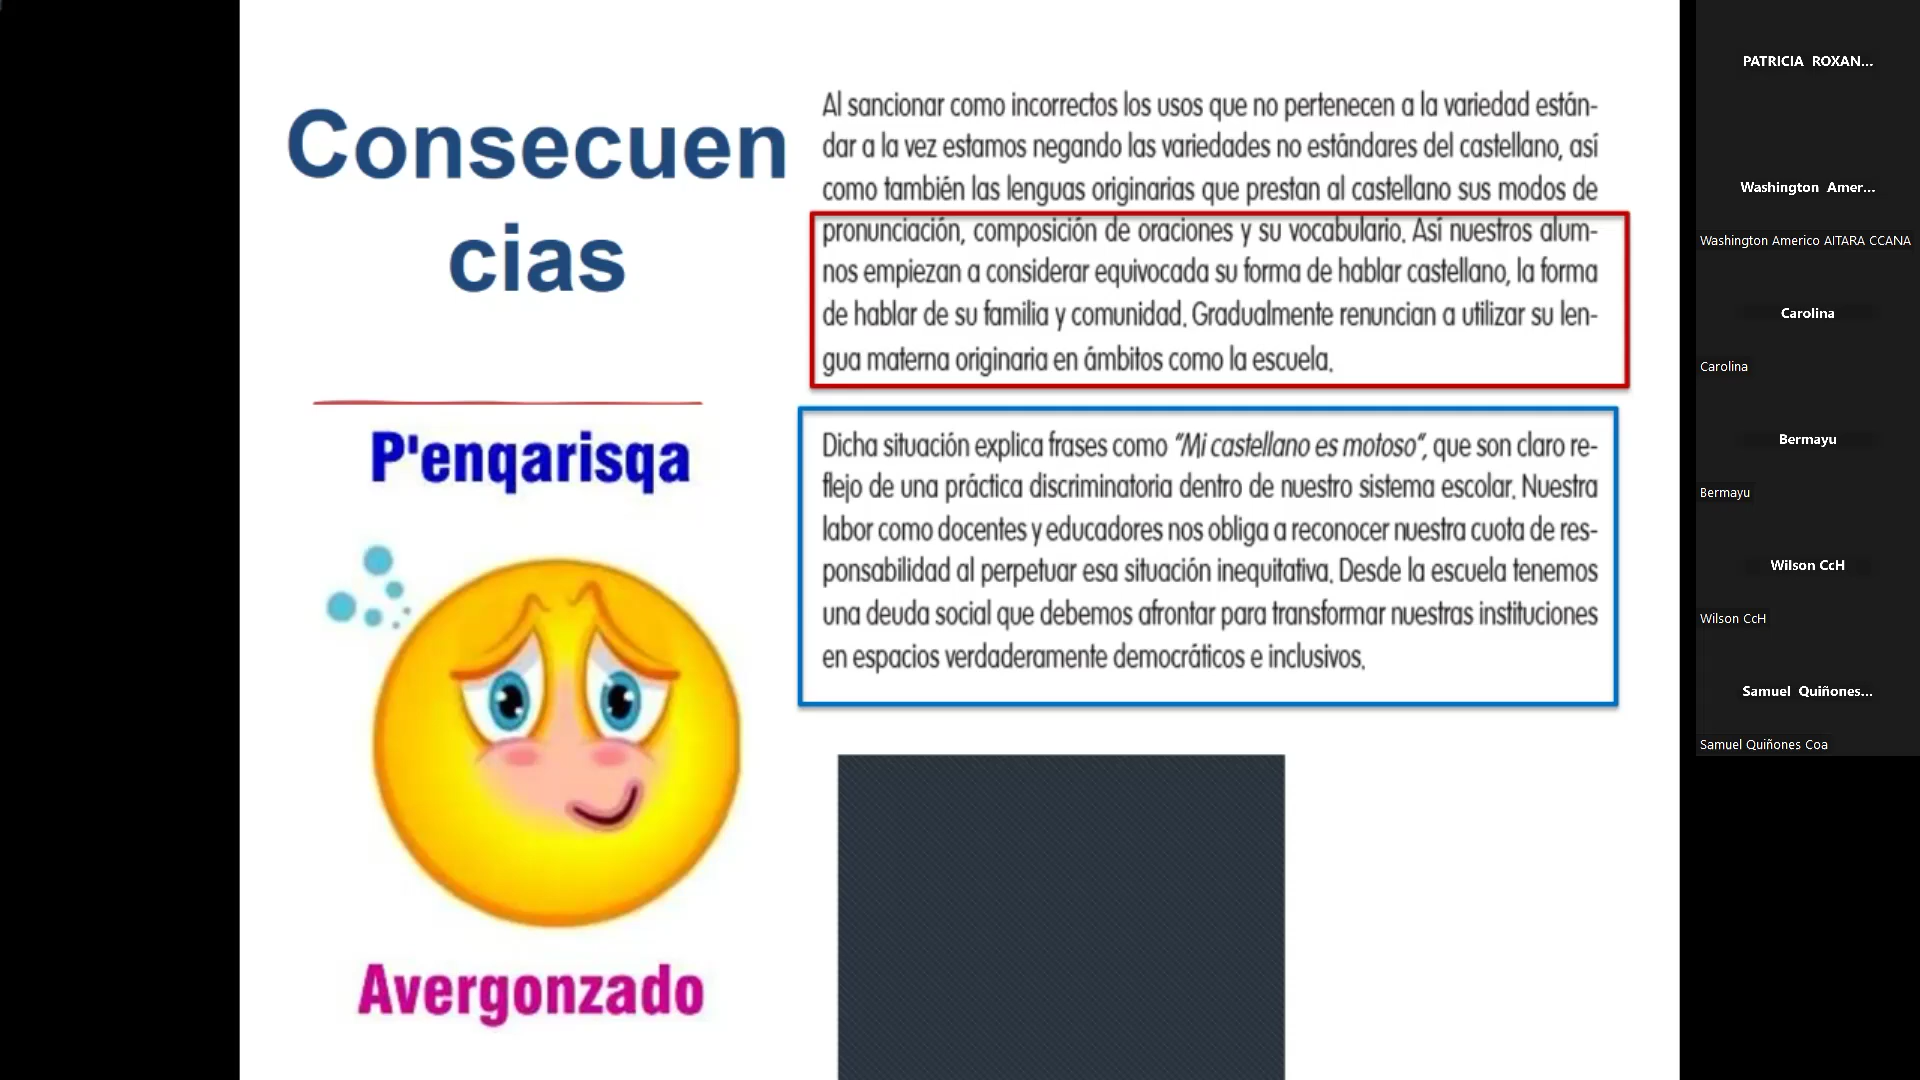 Consecuen
cias
P'enqarisqa
Avergonzado
Al sancionar como incorrectos los usos que no pertenecen a la variedad están-
dar a la vez estamos negando las variedades no estándares del castellano, así
como también las lenguas originarias que prestan al castellano sus modos de
pronunciación, composición de oraciones y su vocabulario. Así nuestros alum-
nos empiezan a considerar equivocada su forma de hablar castellano, la forma
de hablar de su familia y comunidad. Gradualmente renuncian a utilizar su len-
gua materna originaria en ámbitos como la escuela.
Dicha situación explica frases como "Mi castellano es motoso", que son claro re-
flejo de una práctica discriminatoria dentro de nuestro sistema escolar. Nuestra
labor como docentes y educadores nos obliga a reconocer nuestra cuota de res-
ponsabilidad al perpetuar esa situación inequitativa. Desde la escuela tenemos
una deuda social que debemos afrontar para transformar nuestras instituciones
en espacios verdaderamente democráticos e inclusivos.
PATRICIA ROXAN...
Washington Amer...
Washington Americo AITARA CCANA
Carolina
Carolina
Bermayu
Bermayu
Wilson CcH
Wilson CcH
Samuel Quiñones...
Samuel Quiñones Coa